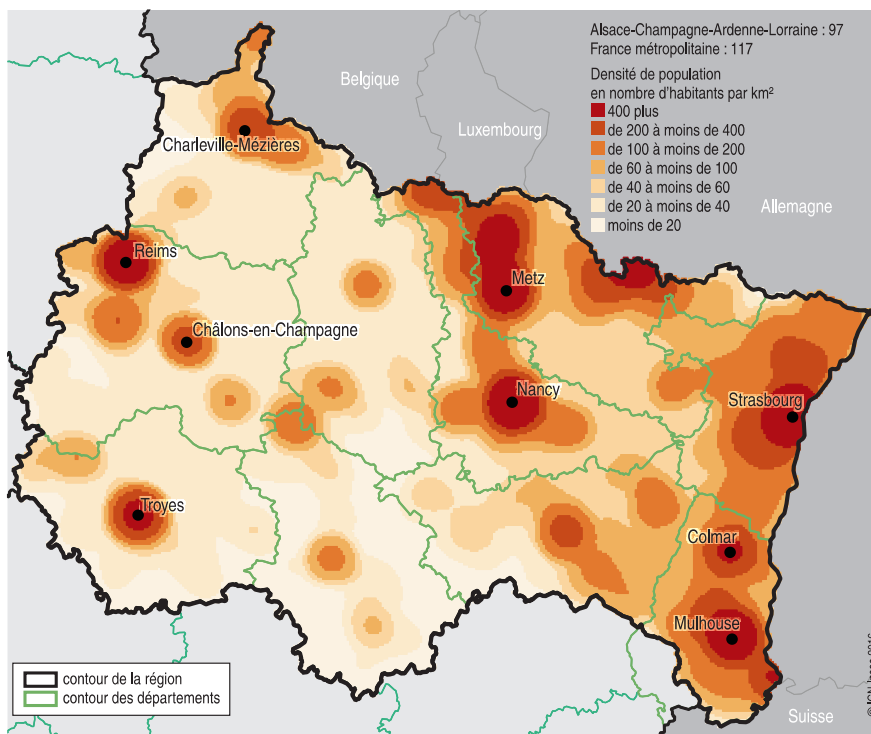 Alsace-Champagne-Ardenne-Lorraine : 97
France métropolitaine : 117
Densité de population
en nombre d'habitants par km²
400 plus
de 200 à moins de 400
de 100 à moins de 200
de 60 à moins de 100
de 40 à moins de 60
de 20 à moins de 40
moins de 20
Belgique
Luxembourg
Allemagne
Charleville-Mézières
Reims
Metz
Châlons-en-Champagne
Nancy
Strasbourg
Troyes
Colmar
Mulhouse
Suisse
contour de la région
contour des départements